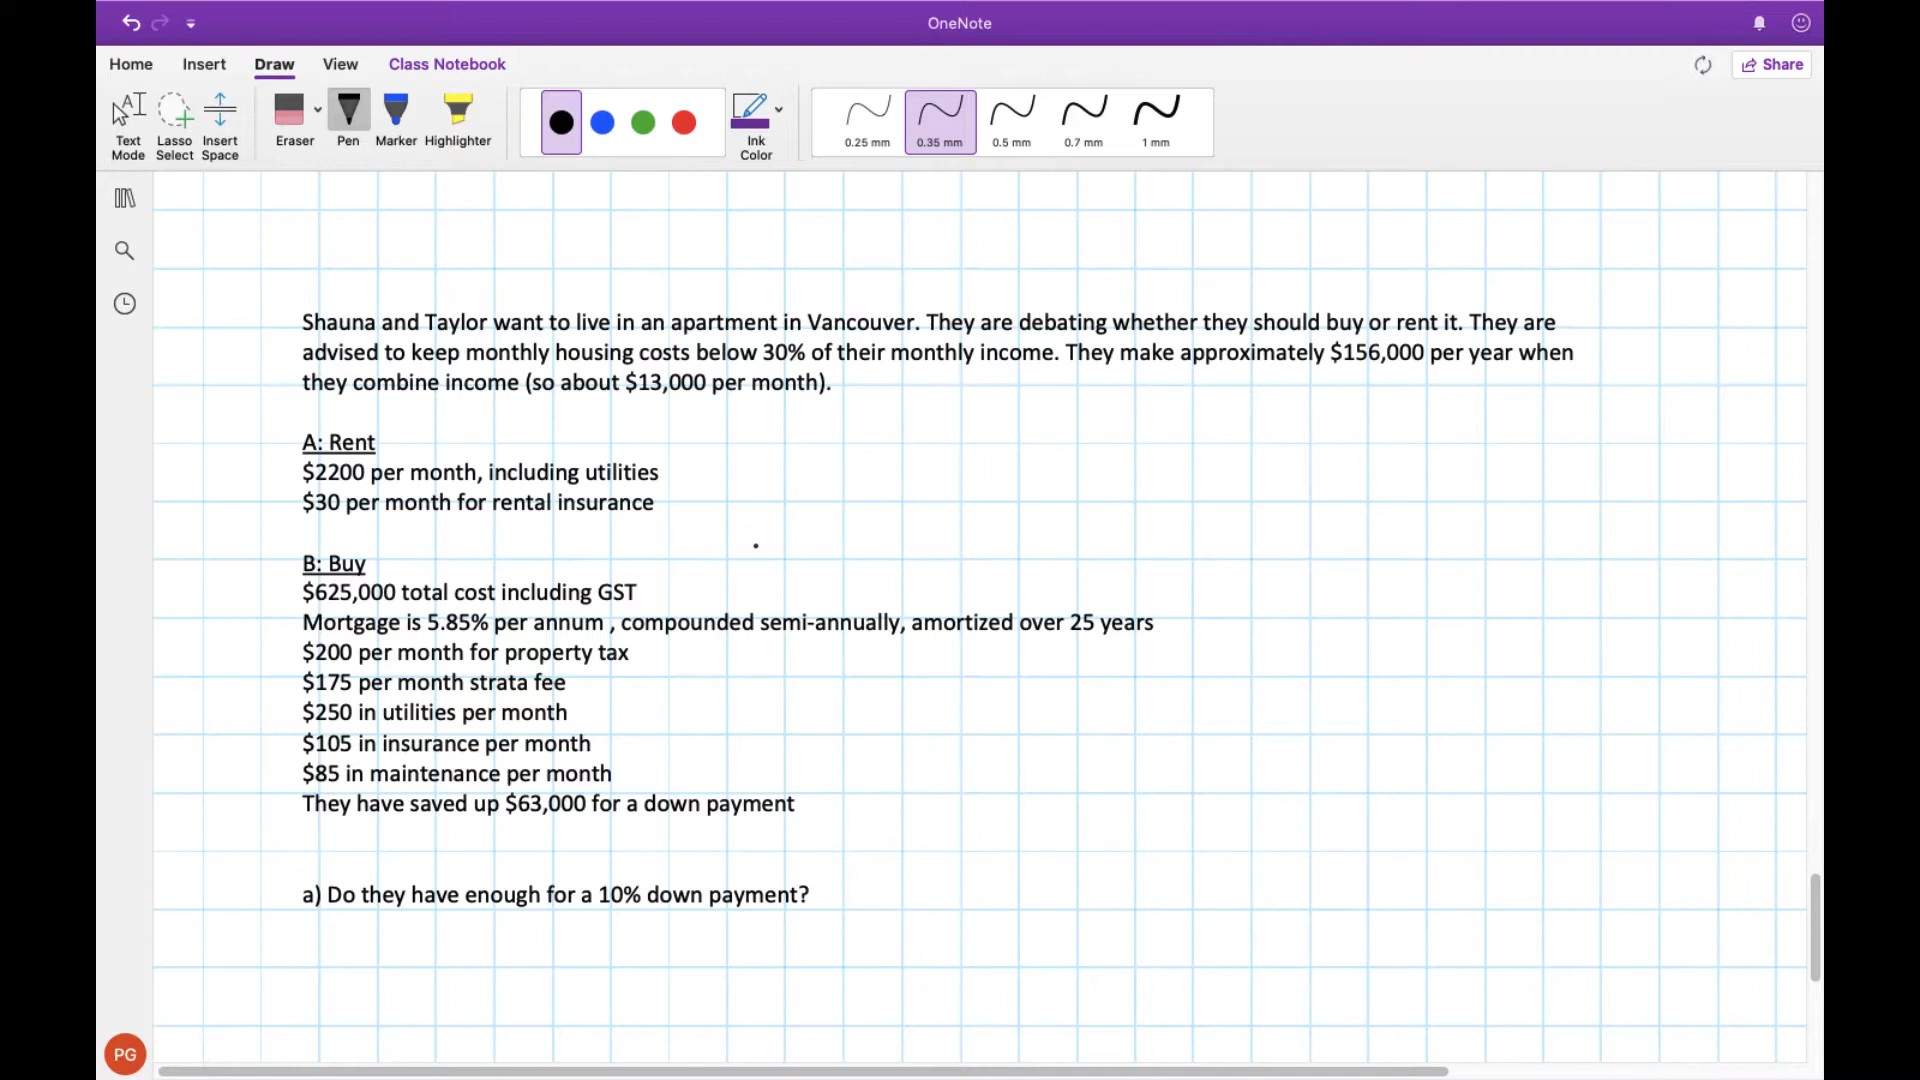 OneNote
Home Insert Draw View Class Notebook
Share
Text Mode
Lasso Select
Insert Space
Eraser
Pen
Marker
Highlighter
Ink Color
0.25 mm
0.35 mm
0.5 mm
0.7 mm
1 mm
Shauna and Taylor want to live in an apartment in Vancouver. They are debating whether they should buy or rent it. They are
advised to keep monthly housing costs below 30% of their monthly income. They make approximately $156,000 per year when
they combine income (so about $13,000 per month).
A: Rent
$2200 per month, including utilities
$30 per month for rental insurance
B: Buy
$625,000 total cost including GST
Mortgage is 5.85% per annum , compounded semi-annually, amortized over 25 years
$200 per month for property tax
$175 per month strata fee
$250 in utilities per month
$105 in insurance per month
$85 in maintenance per month
They have saved up $63,000 for a down payment
a) Do they have enough for a 10% down payment?
PG